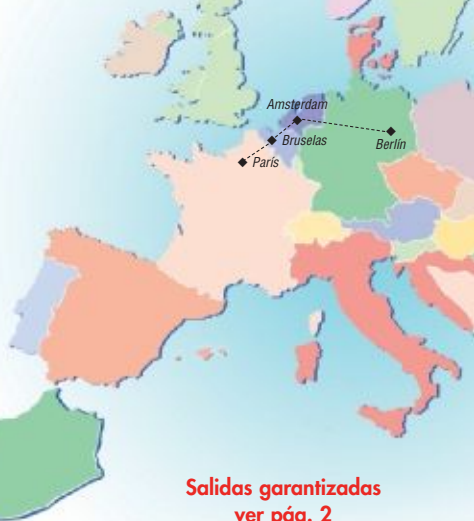 Amsterdam
Bruselas
Berlín
París
Salidas garantizadas
ver pág. 2